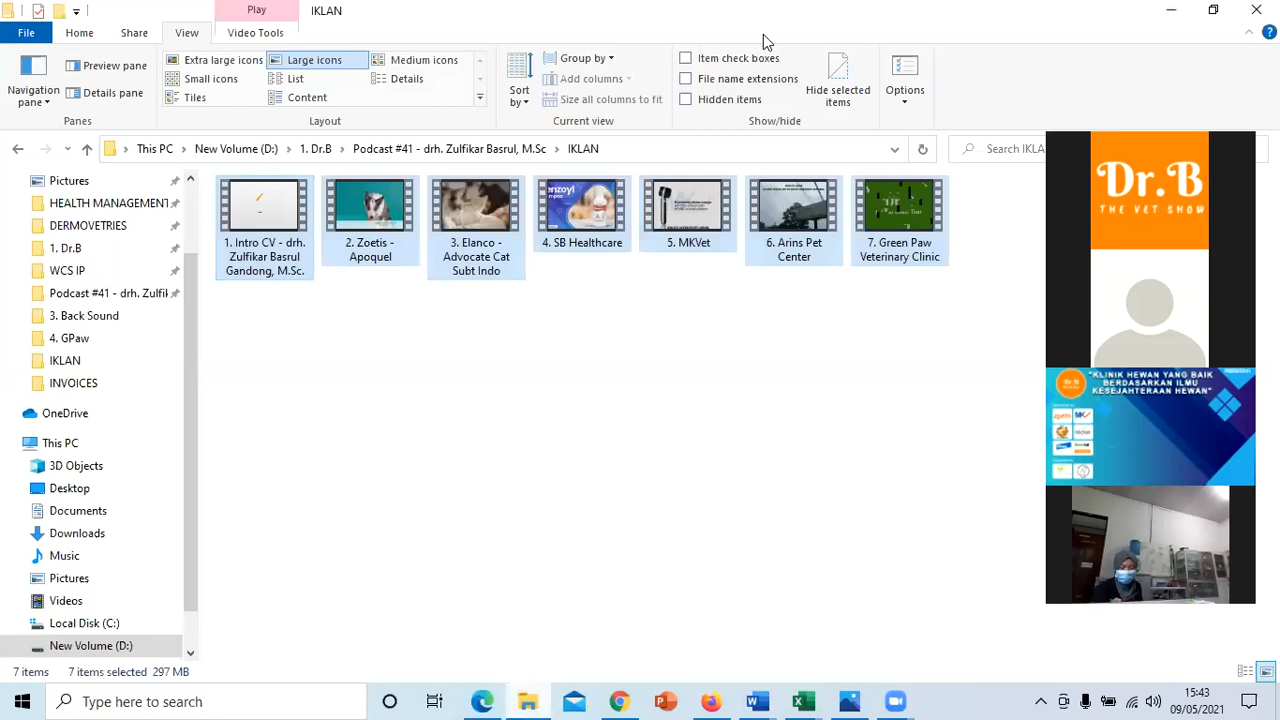 Play
IKLAN
File
Home
Share
View
Video Tools
Navigation pane
Preview pane
Details pane
Panes
Extra large icons
Large icons
Medium icons
Small icons
List
Details
Tiles
Content
Layout
Sort by
Group by
Add columns
Size all columns to fit
Current view
Item check boxes
File name extensions
Hidden items
Hide selected items
Show/hide
Options
This PC
New Volume (D:)
1. Dr.B
Podcast #41 - drh. Zulfikar Basrul, M.Sc
IKLAN
Search IKLA
Pictures
HEALTH MANAGEMENT
DERMOVETRIES
1. Dr.B
WCS IP
Podcast #41 - drh. Zulfi
3. Back Sound
4. GPaw
IKLAN
INVOICES
OneDrive
This PC
3D Objects
Desktop
Documents
Downloads
Music
Pictures
Videos
Local Disk (C:)
New Volume (D:)
1. Intro CV - drh.
Zulfikar Basrul
Gandong, M.Sc.
2. Zoetis -
Apoquel
3. Elanco -
Advocate Cat
Subt Indo
4. SB Healthcare
5. MKVet
6. Arins Pet
Center
7. Green Paw
Veterinary Clinic
Dr.B
THE VET SHOW
"KLINIK HEWAN YANG BAIK
BERDASARKAN ILMU
KESEJAHTERAAN HEWAN"
7 items
7 items selected 297 MB
Type here to search
15:43
09/05/2021